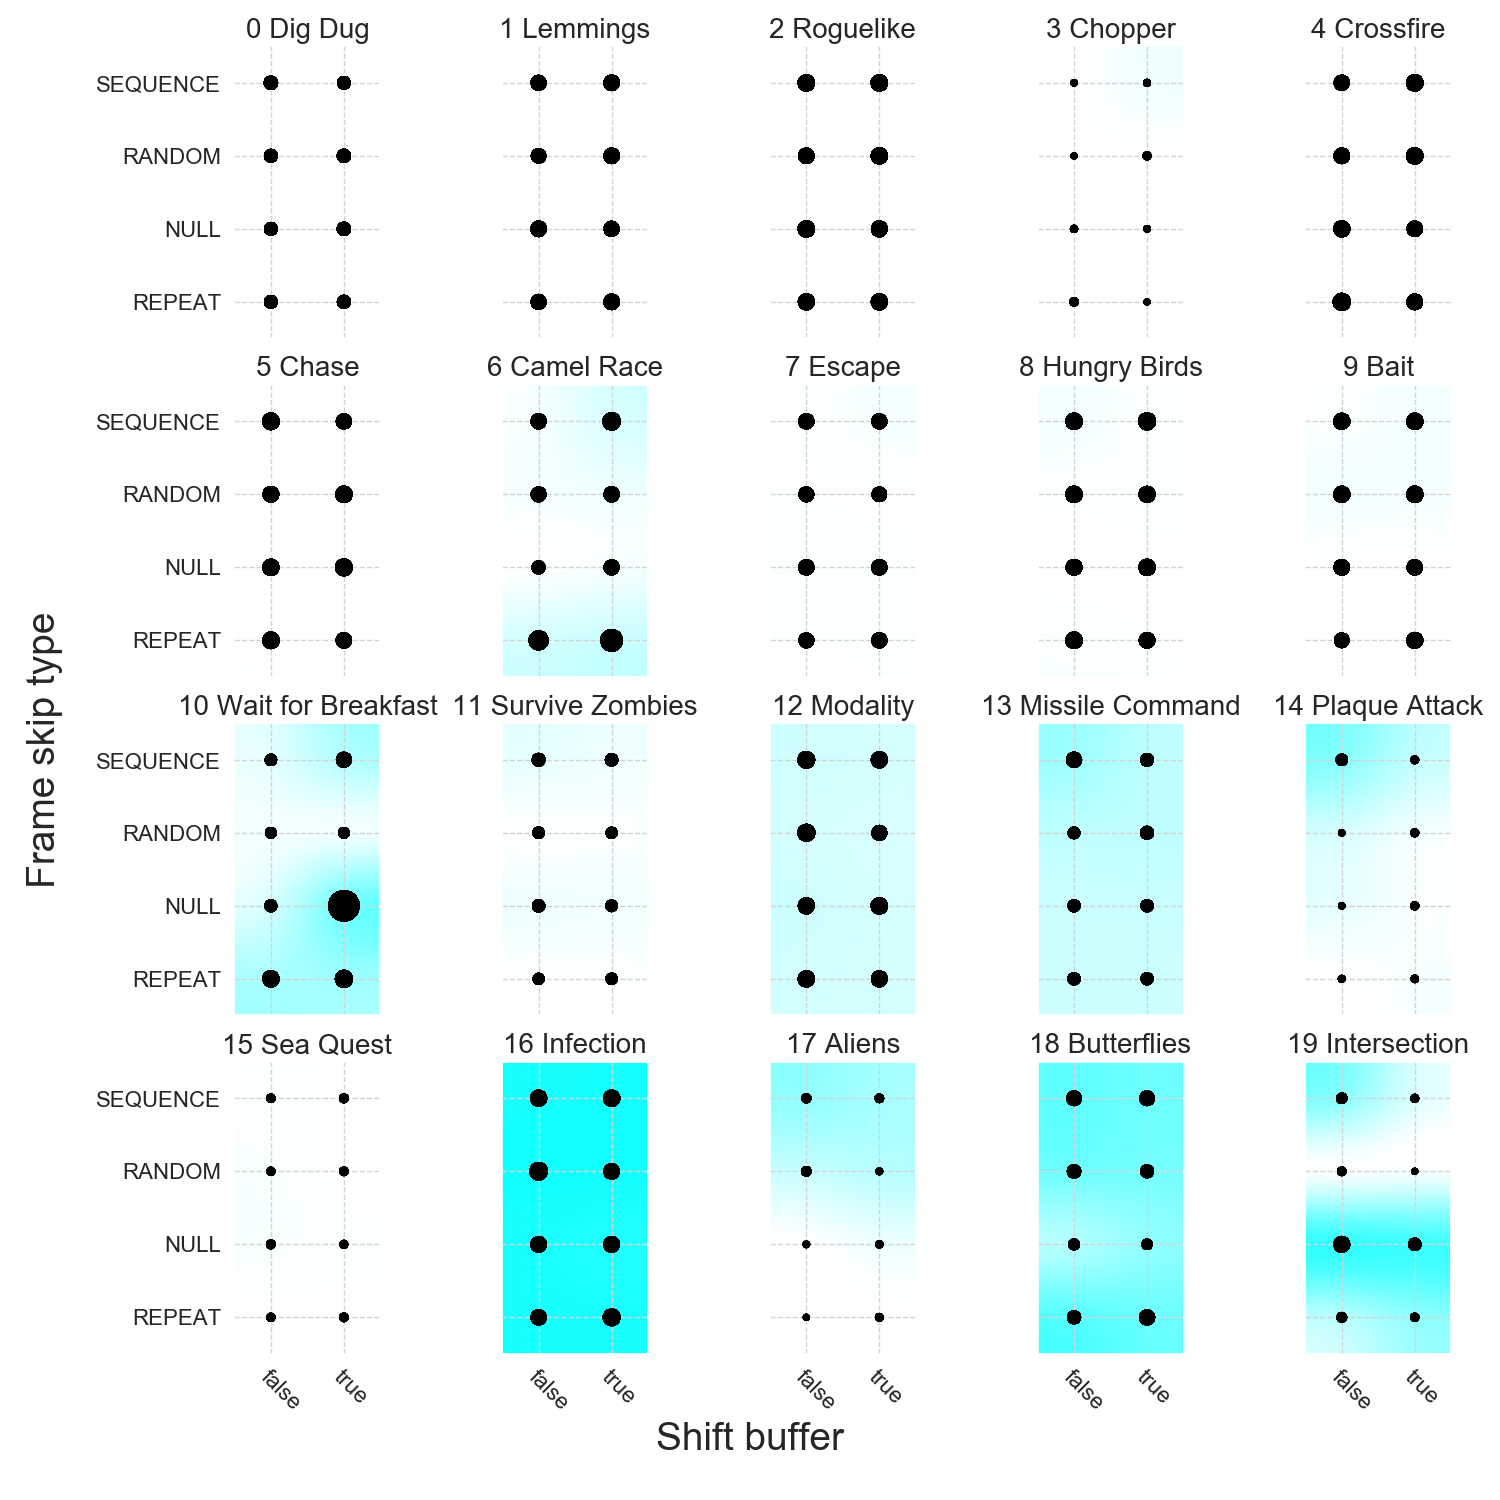 0 Dig Dug
1 Lemmings
2 Roguelike
3 Chopper
4 Crossfire
SEQUENCE
RANDOM
NULL
REPEAT
5 Chase
6 Camel Race
7 Escape
8 Hungry Birds
9 Bait
SEQUENCE
RANDOM
NULL
REPEAT
10 Wait for Breakfast
11 Survive Zombies
12 Modality
13 Missile Command
14 Plaque Attack
SEQUENCE
RANDOM
NULL
REPEAT
15 Sea Quest
16 Infection
17 Aliens
18 Butterflies
19 Intersection
SEQUENCE
RANDOM
NULL
REPEAT
false
true
false
true
false
true
false
true
false
true
Frame skip type
Shift buffer